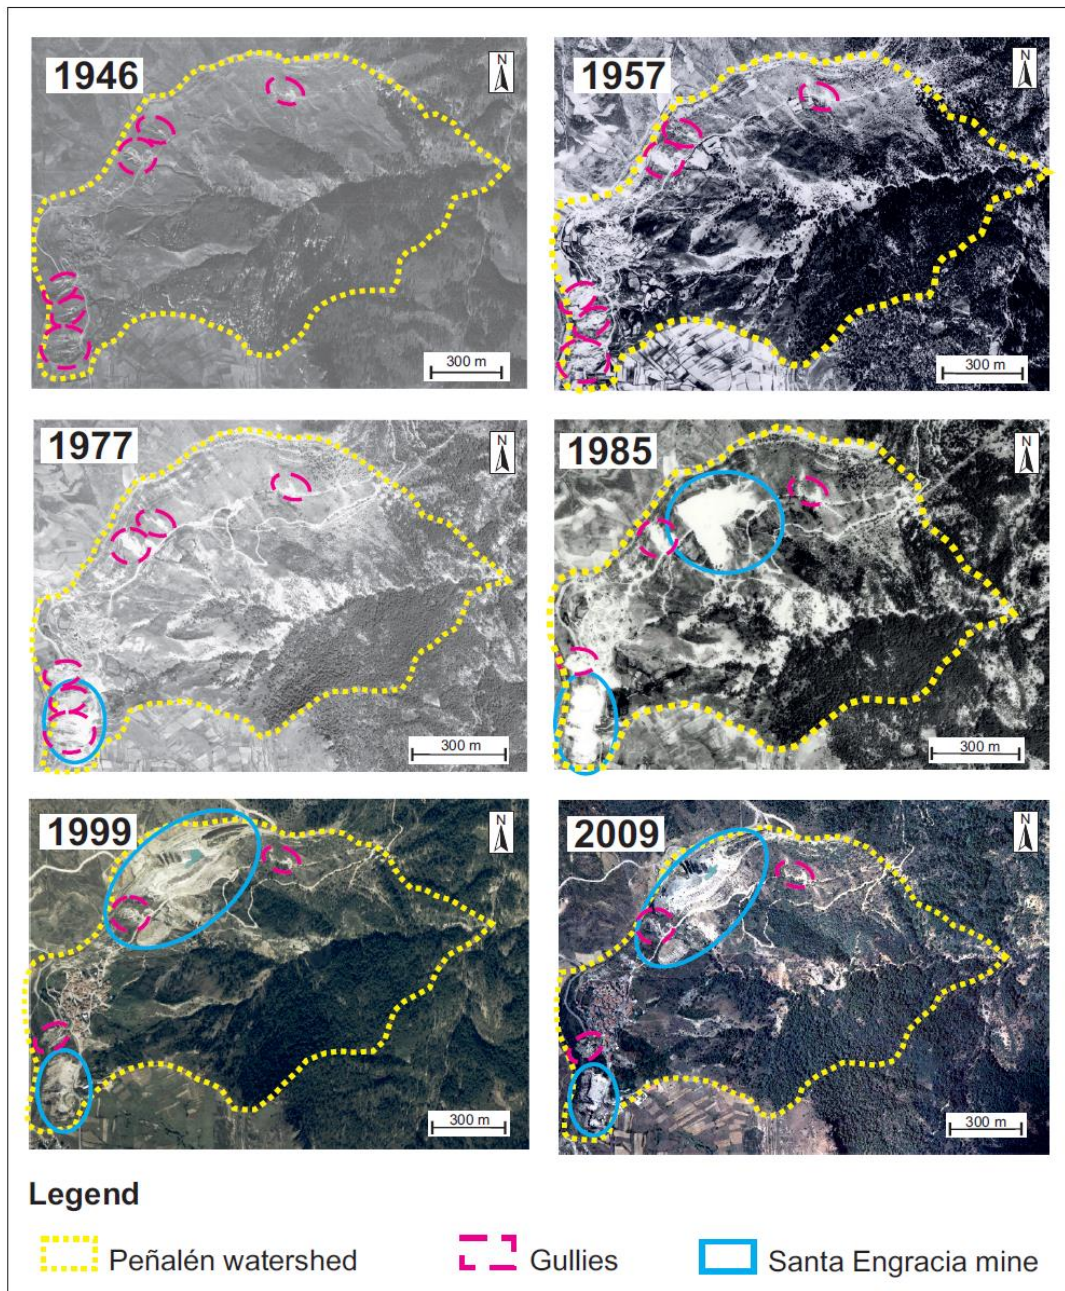 1946
N
300 m
1957
N
300 m
1977
N
300 m
1985
N
300 m
1999
N
300 m
2009
N
300 m
Legend
Peñalén watershed
Gullies
Santa Engracia mine